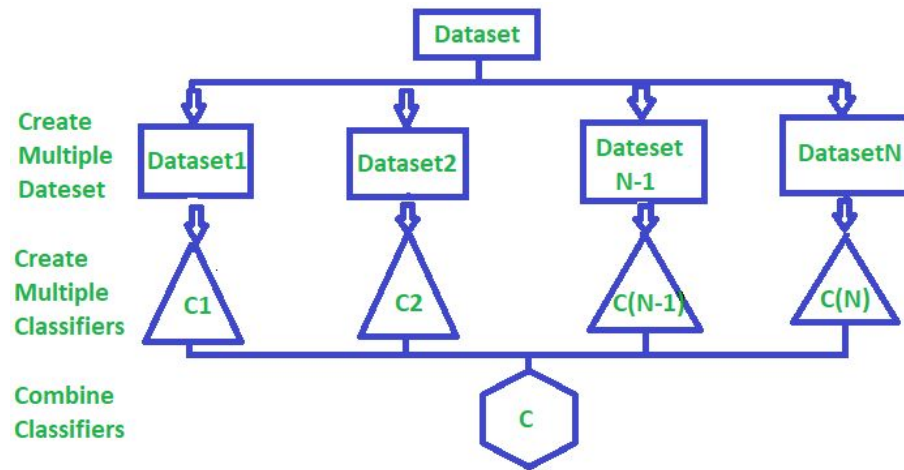 Dataset
Create
Multiple
Dateset
Dataset1
Dataset2
Dateset
N-1
DatasetN
Create
Multiple
Classifiers
C1
C2
C(N-1)
C(N)
Combine
Classifiers
C